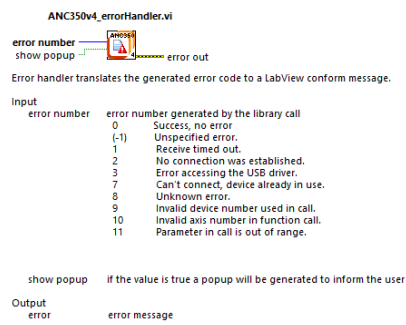 ANC350v4_errorHandler.vi
error number
show popup
ANC350
4
error out
Error handler translates the generated error code to a LabView conform message.
Input
error number error number generated by the library call
0 Success, no error
(-1) Unspecified error.
1 Receive timed out.
2 No connection was established.
3 Error accessing the USB driver.
7 Can't connect, device already in use.
8 Unknown error.
9 Invalid device number used in call.
10 Invalid axis number in function call.
11 Parameter in call is out of range.
show popup if the value is true a popup will be generated to inform the user
Output
error error message